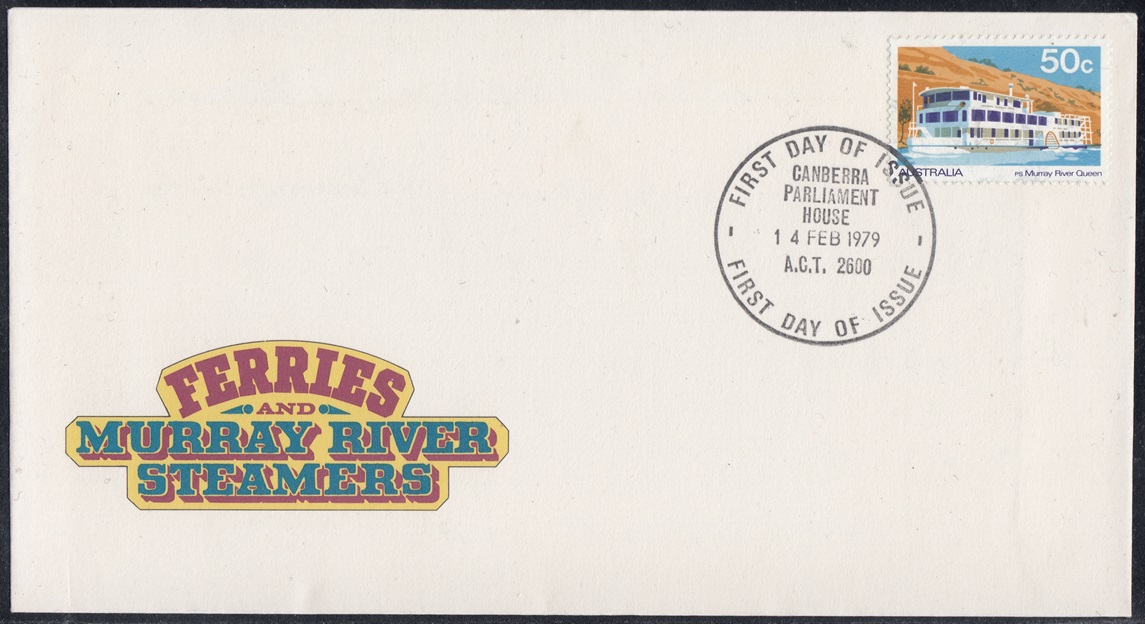 50c
AUSTRALIA PS Murray River Queen
FIRST DAY OF ISSUE
CANBERRA
PARLIAMENT
HOUSE
14 FEB 1979
A.C.T. 2600
FIRST DAY OF ISSUE
FERRIES
AND
MURRAY RIVER
STEAMERS